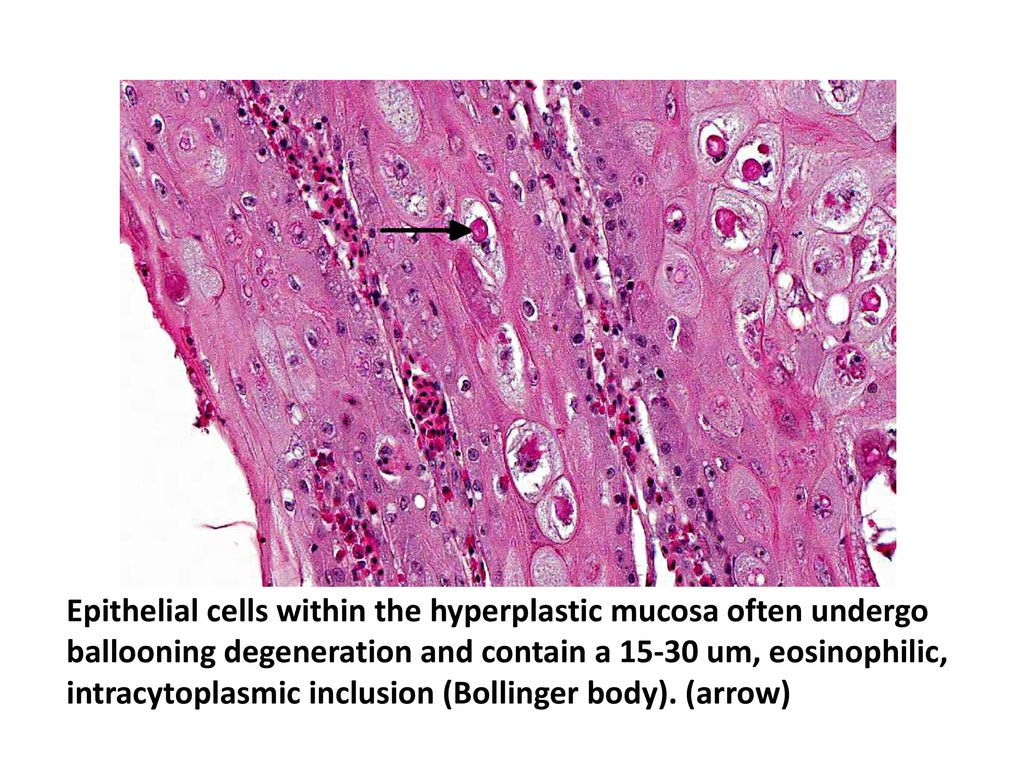 Epithelial cells within the hyperplastic mucosa often undergo
ballooning degeneration and contain a 15-30 um, eosinophilic,
intracytoplasmic inclusion (Bollinger body). (arrow)